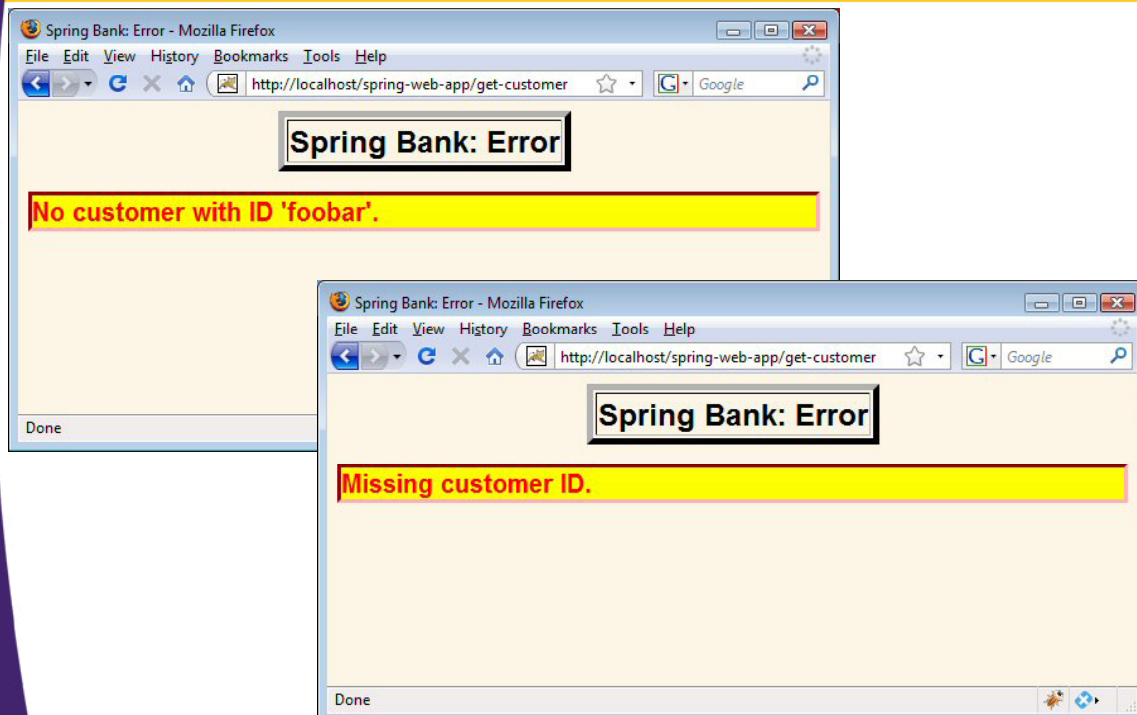 Spring Bank: Error - Mozilla Firefox
File Edit View History Bookmarks Tools Help
http://localhost/spring-web-app/get-customer
G Google
Spring Bank: Error
No customer with ID 'foobar'.
Done
Spring Bank: Error - Mozilla Firefox
File Edit View History Bookmarks Tools Help
http://localhost/spring-web-app/get-customer
G Google
Spring Bank: Error
Missing customer ID.
Done